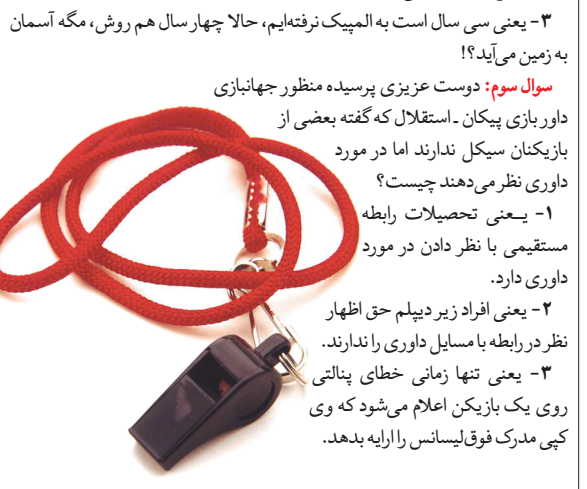 ۳- یعنی سی سال است به المپیک نرفته‌ایم، حالا چهار سال هم روش، مگه آسمان
به زمین می‌آید؟!
سوال سوم: دوست عزیزی پرسیده منظور جهانبازی
داور بازی پیکان ـ استقلال که گفته بعضی از
بازیکنان سیکل ندارند اما در مورد
داوری نظر می‌دهند چیست؟
۱- یـعنی تحصیلات رابطه
مستقیمی با نظر دادن در مورد
داوری دارد.
۲- یعنی افراد زیر دیپلم حق اظهار
نظر در رابطه با مسایل داوری را ندارند.
۳- یعنی تنها زمانی خطای پنالتی
روی یک بازیکن اعلام می‌شود که وی
کپی مدرک فوق‌لیسانس را ارایه بدهد.